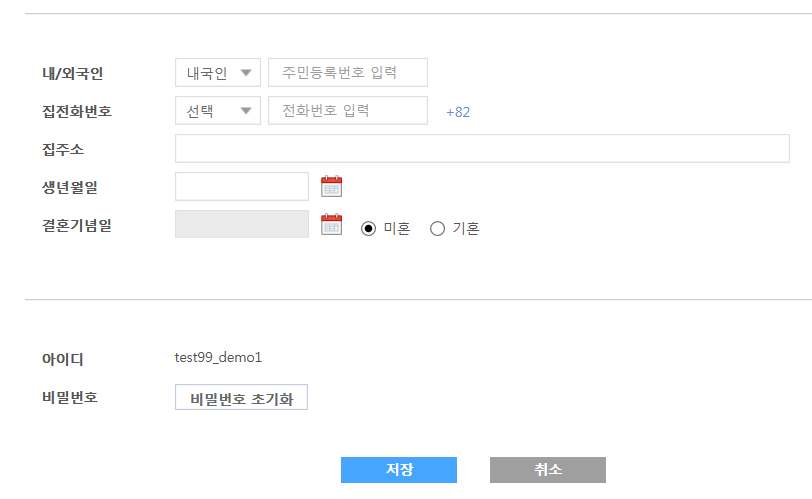 내/외국인 내국인 주민등록번호 입력
집전화번호 선택 전화번호 입력 +82
집주소
생년월일
결혼기념일 미혼 기혼
아이디 test99_demo1
비밀번호 비밀번호 초기화
저장 취소